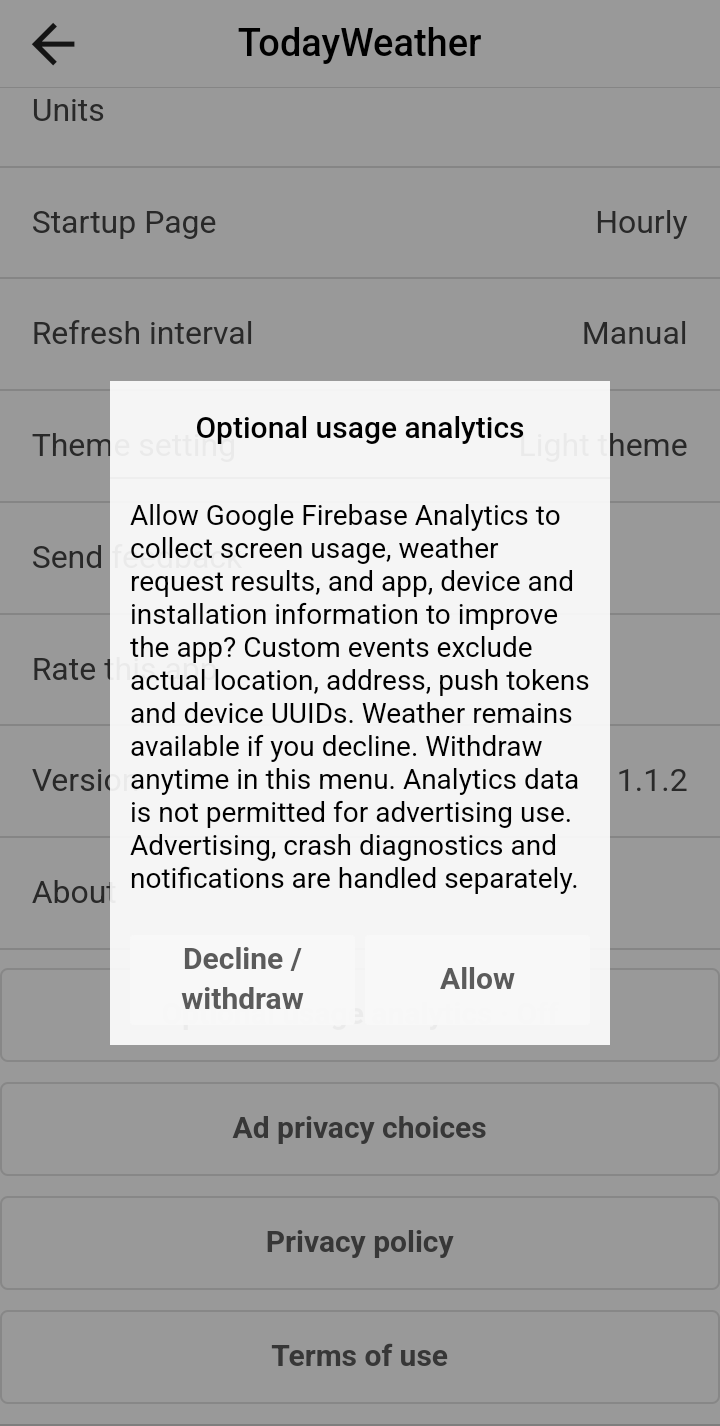 TodayWeather
Units
Startup Page Hourly
Refresh interval Manual
Theme setting Light theme
Optional usage analytics
Allow Google Firebase Analytics to
collect screen usage, weather
request results, and app, device and
installation information to improve
the app? Custom events exclude
actual location, address, push tokens
and device UUIDs. Weather remains
available if you decline. Withdraw
anytime in this menu. Analytics data
is not permitted for advertising use.
Advertising, crash diagnostics and
notifications are handled separately.
Decline /
withdraw
Allow
Send feedback
Rate this app
Version 1.1.2
About
Ad privacy choices
Privacy policy
Terms of use